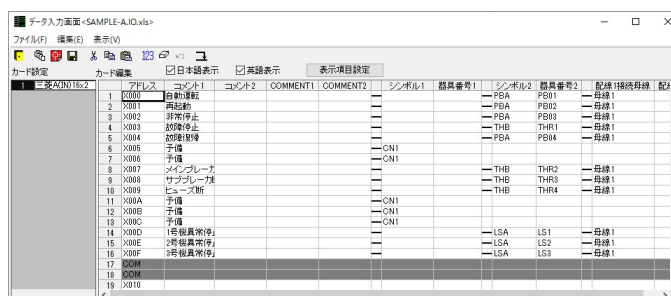 データ入力画面<SAMPLE-A.IO.xls>
ファイル(F) 編集(E) 表示(V)
123
カード設定 カード編集 日本語表示 英語表示 表示項目設定
1 三菱A(IN)16x2
アドレス コメント1 コメント2 COMMENT1 COMMENT2 シンボル1 器具番号1 シンボル2 器具番号2 配線1接続母線 配線
1 X000 自動運転 PBA PB01 母線1
2 X001 再起動 PBA PB02 母線1
3 X002 非常停止 PBA PB03 母線1
4 X003 故障停止 THB THR1 母線1
5 X004 故障復帰 PBA PB04 母線1
6 X005 予備 CN1
7 X006 予備 CN1
8 X007 メインブレーカ THB THR2 母線1
9 X008 サブブレーカ THB THR3 母線1
10 X009 ヒューズ断 THB THR4 母線1
11 X00A 予備 CN1
12 X00B 予備 CN1
13 X00C 予備 CN1
14 X00D 1号機異常停 LSA LS1 母線1
15 X00E 2号機異常停 LSA LS2 母線1
16 X00F 3号機異常停 LSA LS3 母線1
17 COM
18 COM
19 X010